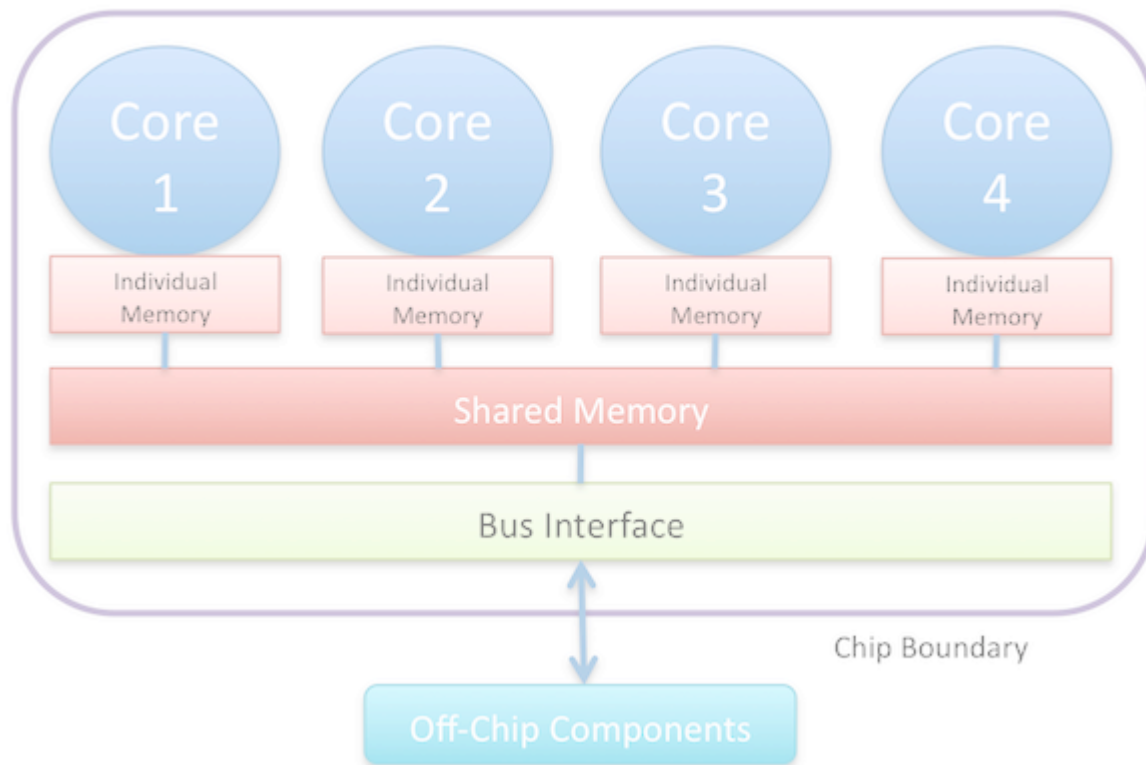 Core
1
Core
2
Core
3
Core
4
Individual
Memory
Individual
Memory
Individual
Memory
Individual
Memory
Shared Memory
Bus Interface
Chip Boundary
Off-Chip Components